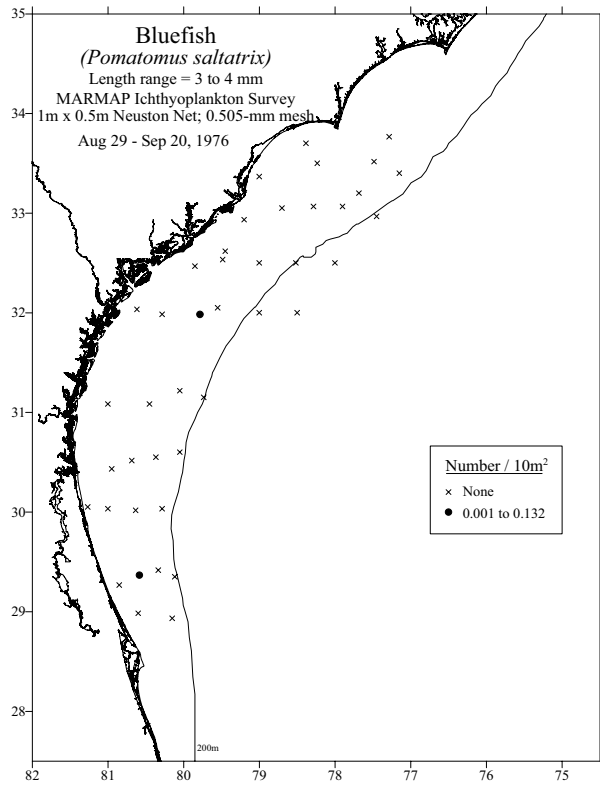 Bluefish
(Pomatomus saltatrix)
Length range = 3 to 4 mm
MARMAP Ichthyoplankton Survey
1m x 0.5m Neuston Net; 0.505-mm mesh
Aug 29 - Sep 20, 1976
35
34
33
32
31
30
29
28
Number / 10m²
× None
● 0.001 to 0.132
200m
82 81 80 79 78 77 76 75